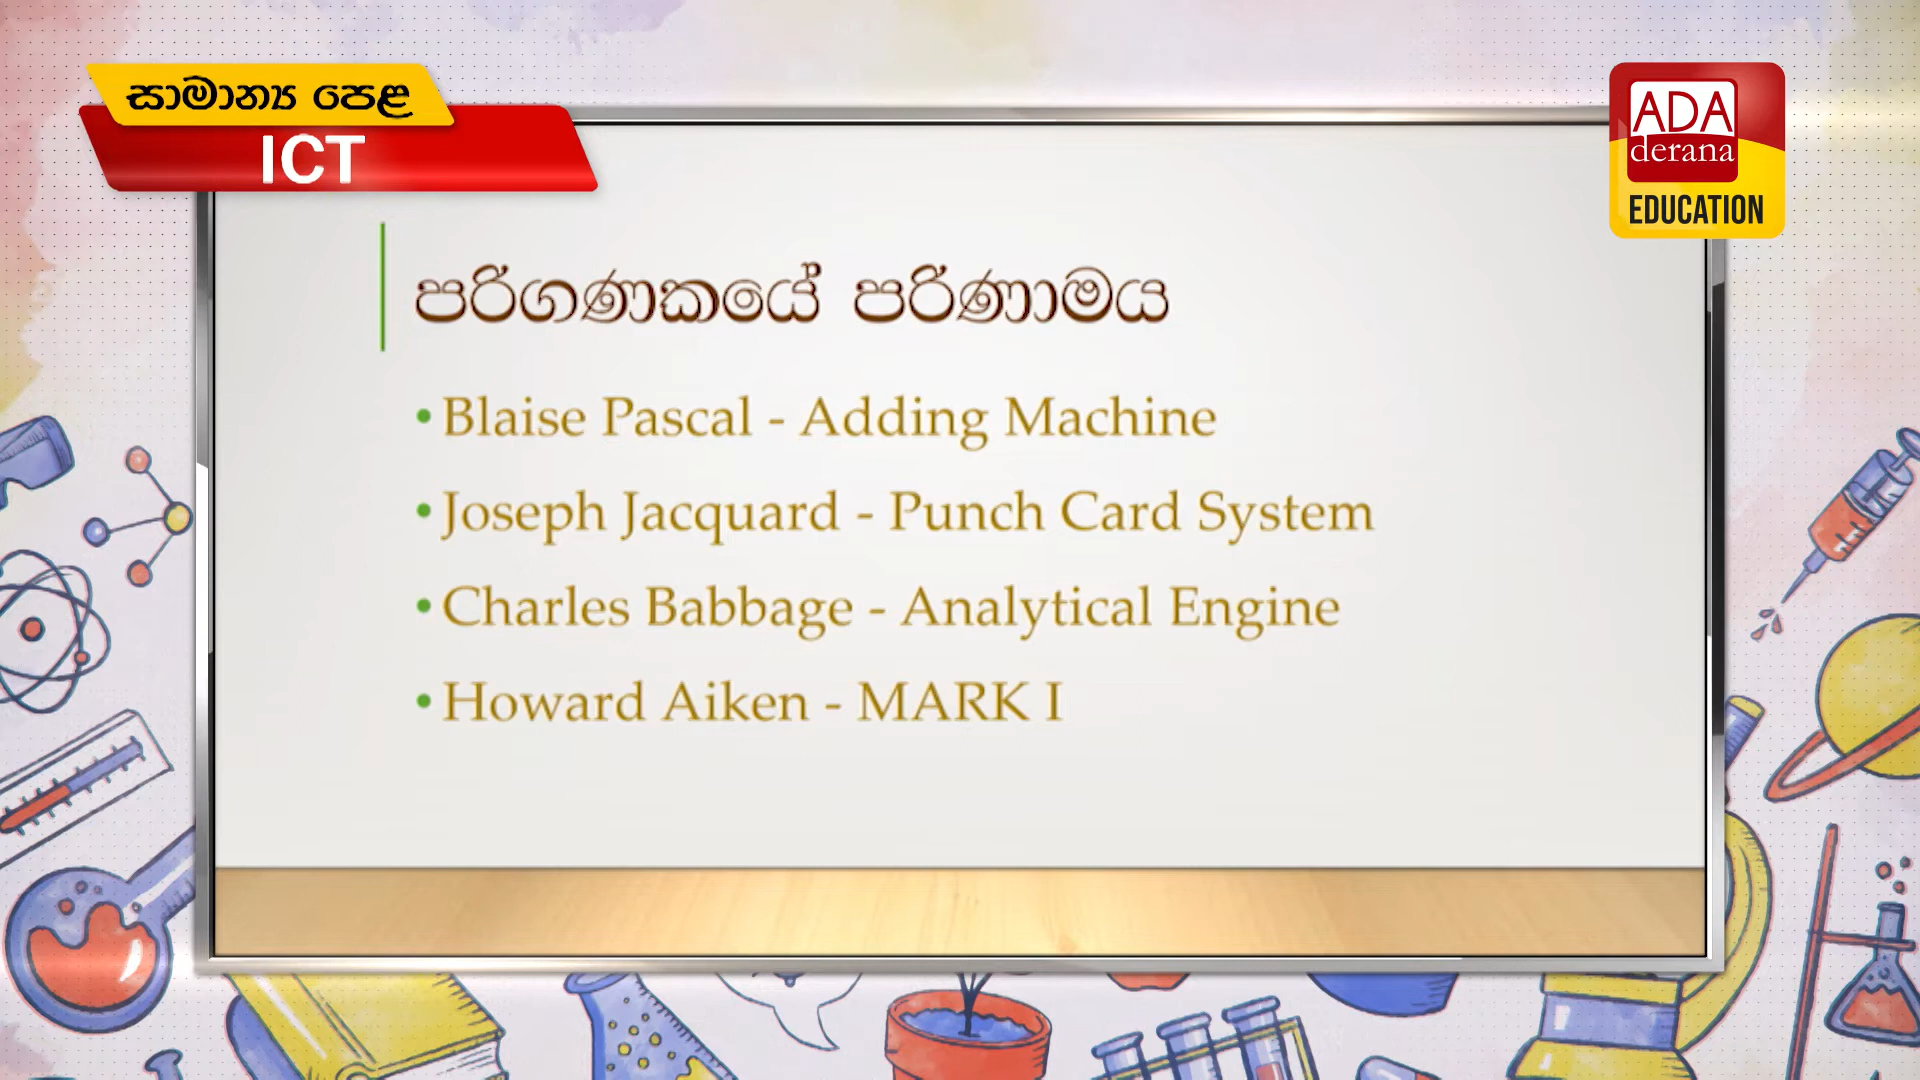 සාමාන්‍ය පෙළ
ICT
ADA
derana
EDUCATION
පරිගණකයේ පරිණාමය
• Blaise Pascal - Adding Machine
• Joseph Jacquard - Punch Card System
• Charles Babbage - Analytical Engine
• Howard Aiken - MARK I